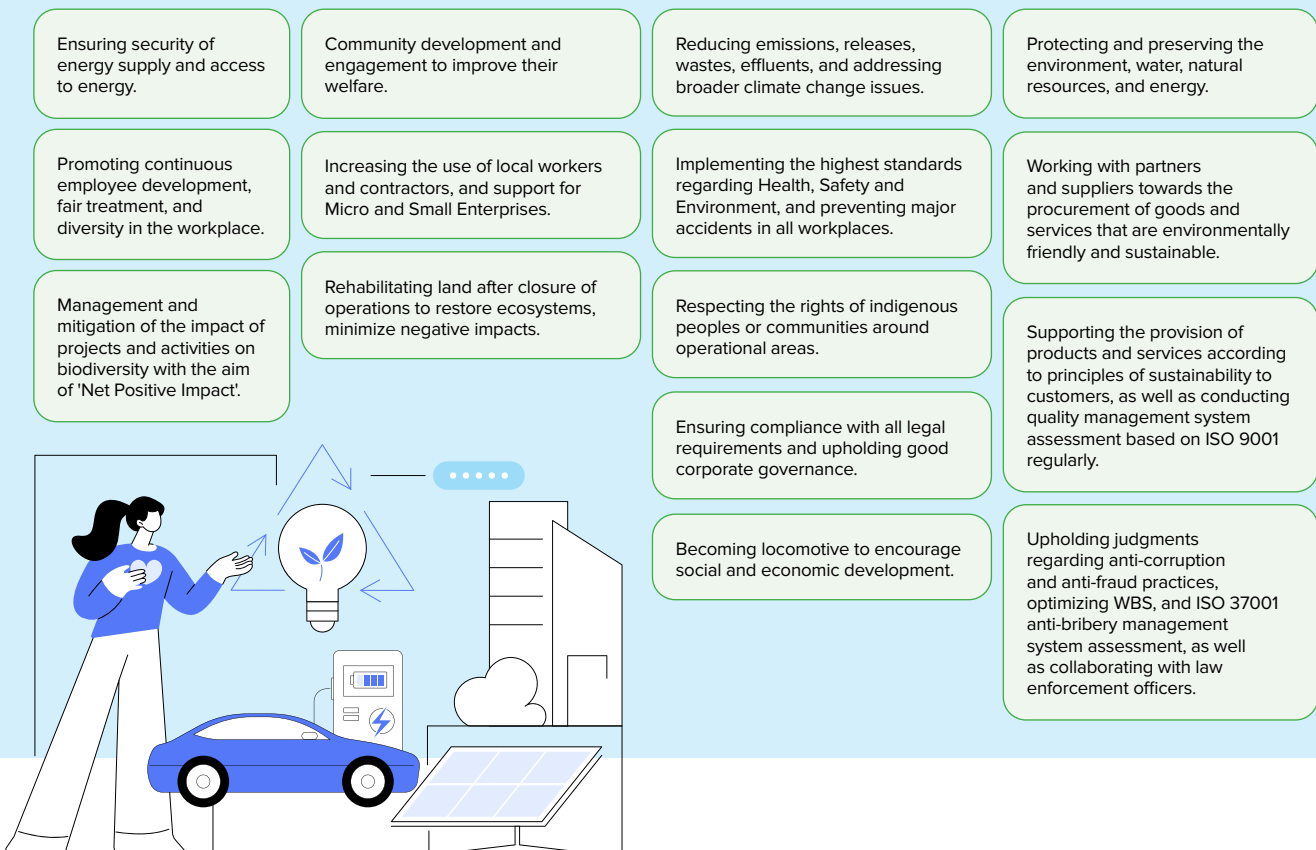 Ensuring security of
energy supply and access
to energy.
Promoting continuous
employee development,
fair treatment, and
diversity in the workplace.
Management and
mitigation of the impact of
projects and activities on
biodiversity with the aim
of 'Net Positive Impact'.
Community development and
engagement to improve their
welfare.
Increasing the use of local workers
and contractors, and support for
Micro and Small Enterprises.
Rehabilitating land after closure of
operations to restore ecosystems,
minimize negative impacts.
Reducing emissions, releases,
wastes, effluents, and addressing
broader climate change issues.
Implementing the highest standards
regarding Health, Safety and
Environment, and preventing major
accidents in all workplaces.
Respecting the rights of indigenous
peoples or communities around
operational areas.
Ensuring compliance with all legal
requirements and upholding good
corporate governance.
Becoming locomotive to encourage
social and economic development.
Protecting and preserving the
environment, water, natural
resources, and energy.
Working with partners
and suppliers towards the
procurement of goods and
services that are environmentally
friendly and sustainable.
Supporting the provision of
products and services according
to principles of sustainability to
customers, as well as conducting
quality management system
assessment based on ISO 9001
regularly.
Upholding judgments
regarding anti-corruption
and anti-fraud practices,
optimizing WBS, and ISO 37001
anti-bribery management
system assessment, as well
as collaborating with law
enforcement officers.